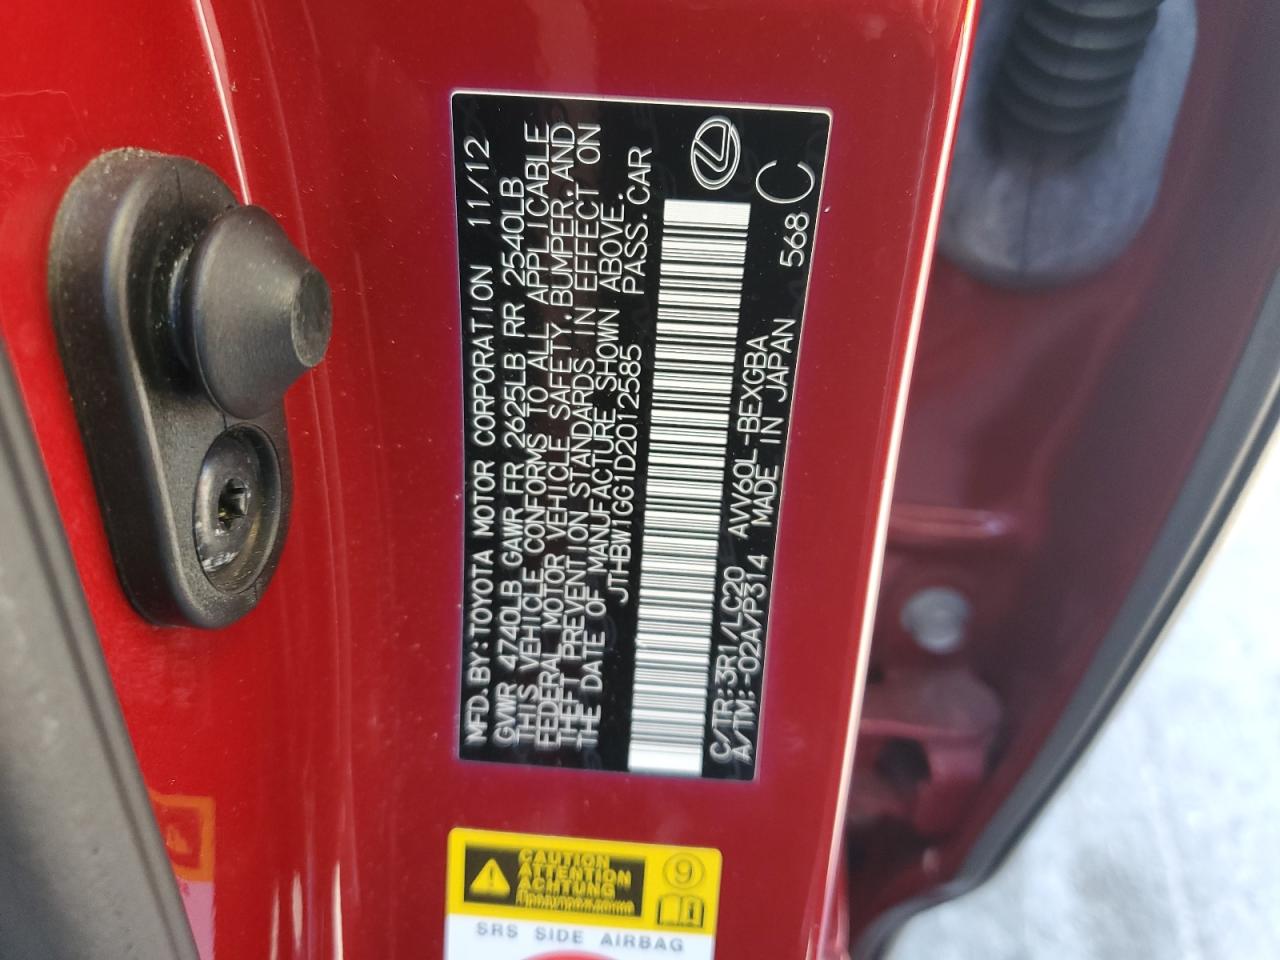 MFD.BY:TOYOTA MOTOR CORPORATION 11/12
GVWR 4740LB GAWR FR 2625LB RR 2540LB
THIS VEHICLE CONFORMS TO ALL APPLICABLE
FEDERAL MOTOR VEHICLE SAFETY,BUMPER,AND
THEFT PREVENTION STANDARDS IN EFFECT ON
THE DATE OF MANUFACTURE SHOWN ABOVE.
JTHBW1GG1D2012585 PASS.CAR
C/TR:3R1/LC20 AVV60L-BEXGBA 568
A/TM:-02A/P314 MADE IN JAPAN
C
CAUTION
ATTENTION
ACHTUNG
Предупреждение
9
SRS SIDE AIRBAG